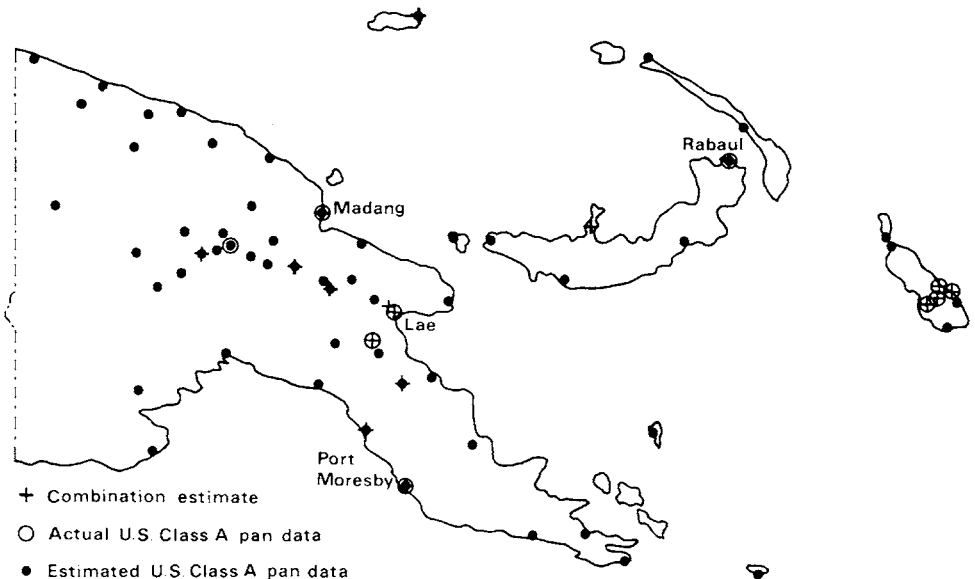 Rabaul
Madang
Lae
Port
Moresby
+ Combination estimate
○ Actual U.S. Class A pan data
● Estimated U.S. Class A pan data